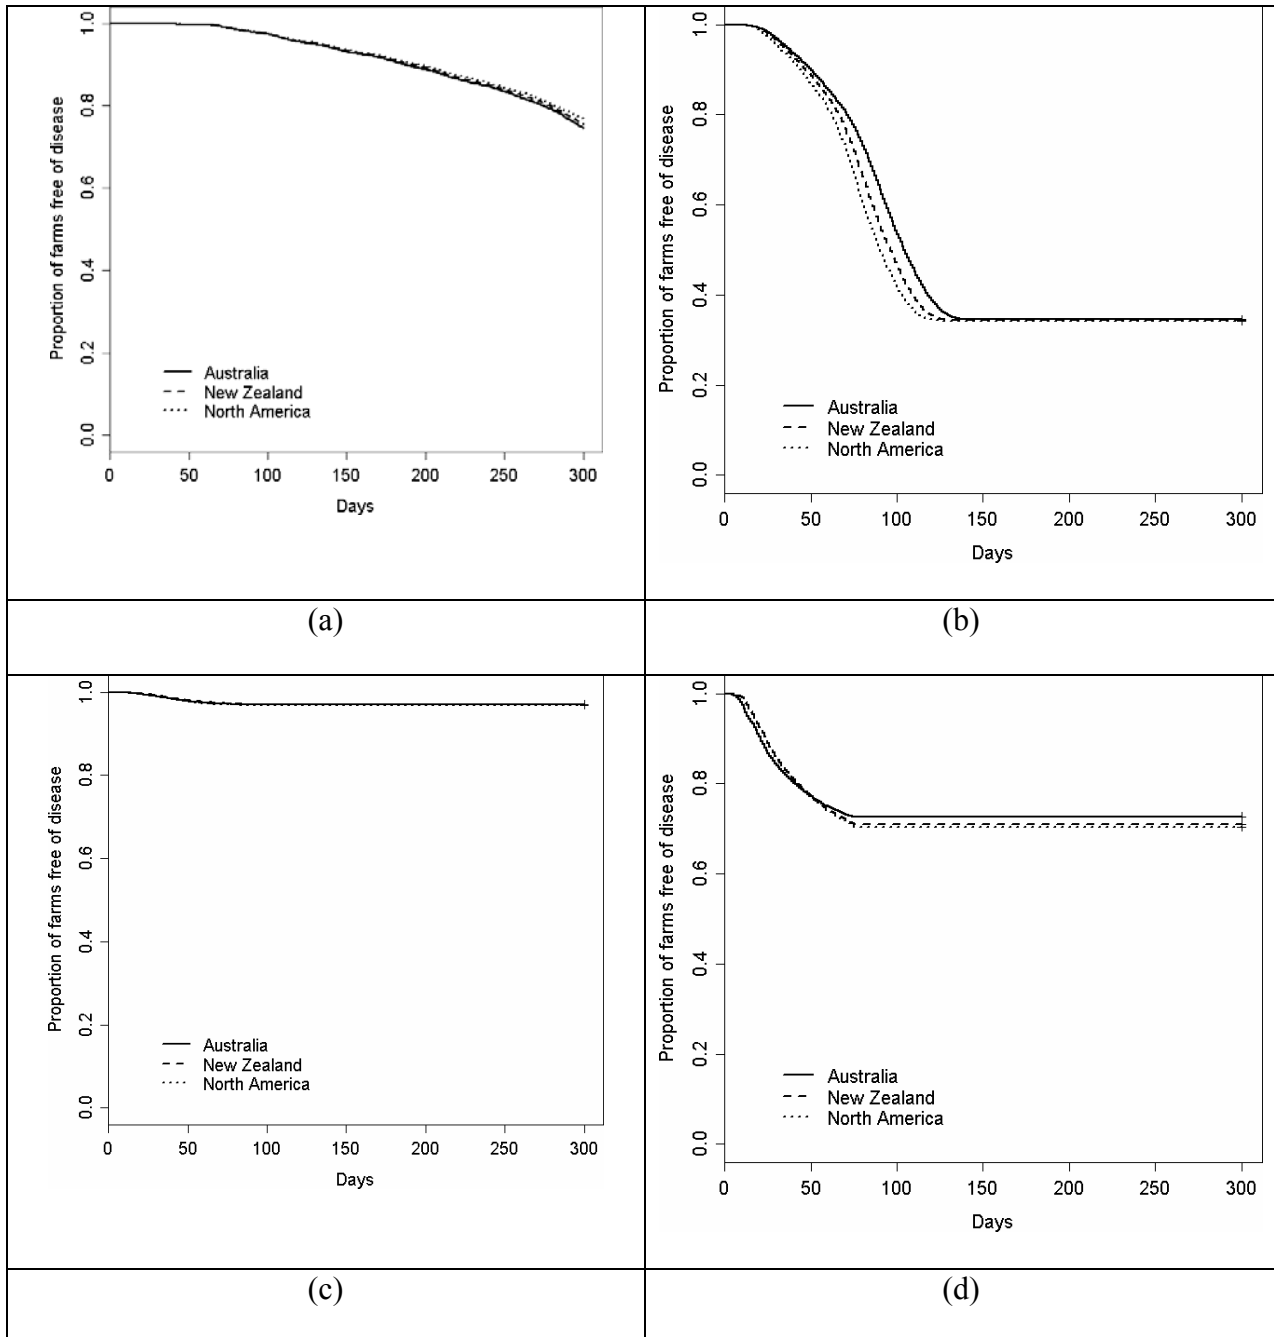 Proportion of farms free of disease
1.0
0.8
0.6
0.4
0.2
0.0
Australia
New Zealand
North America
0 50 100 150 200 250 300
Days
(a)
Proportion of farms free of disease
1.0
0.8
0.6
0.4
0.2
0.0
Australia
New Zealand
North America
0 50 100 150 200 250 300
Days
(b)
Proportion of farms free of disease
1.0
0.8
0.6
0.4
0.2
0.0
Australia
New Zealand
North America
0 50 100 150 200 250 300
Days
(c)
Proportion of farms free of disease
1.0
0.8
0.6
0.4
0.2
0.0
Australia
New Zealand
North America
0 50 100 150 200 250 300
Days
(d)